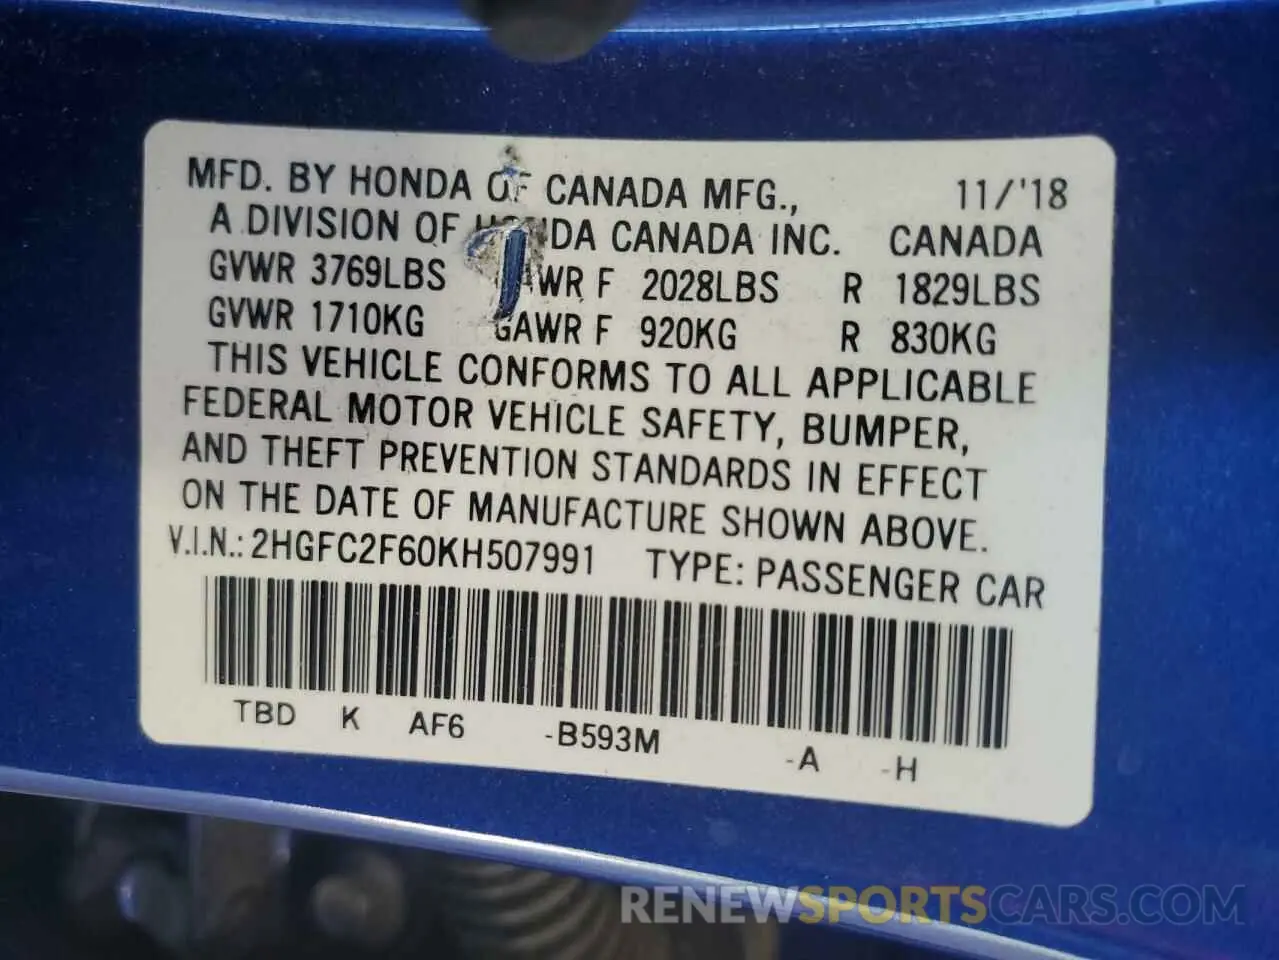 MFD. BY HONDA OF CANADA MFG., 11/'18
A DIVISION OF HONDA CANADA INC. CANADA
GVWR 3769LBS GAWR F 2028LBS R 1829LBS
GVWR 1710KG GAWR F 920KG R 830KG
THIS VEHICLE CONFORMS TO ALL APPLICABLE
FEDERAL MOTOR VEHICLE SAFETY, BUMPER,
AND THEFT PREVENTION STANDARDS IN EFFECT
ON THE DATE OF MANUFACTURE SHOWN ABOVE.
V.I.N.: 2HGFC2F60KH507991 TYPE: PASSENGER CAR
TBD K AF6 -B593M -A -H
RENEWSPORTSCARS.COM